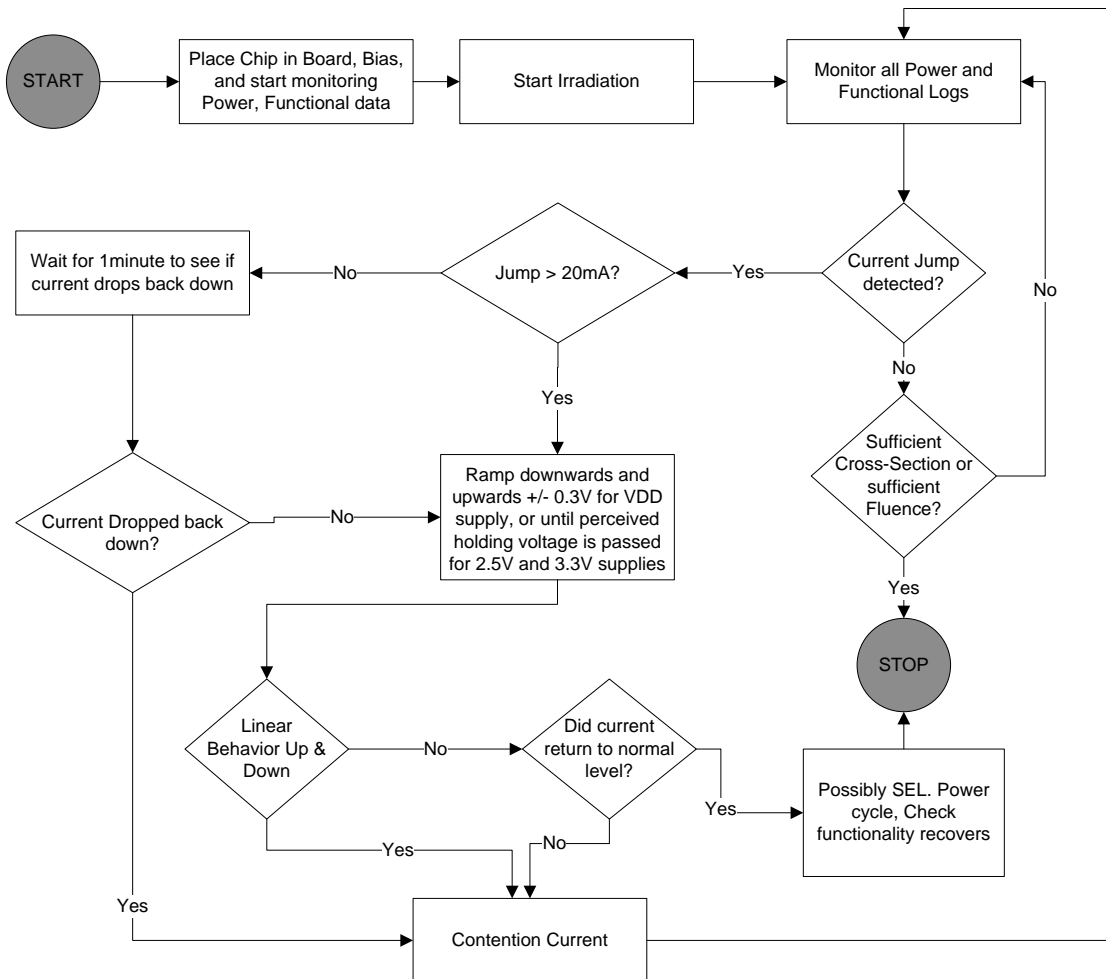 START
Place Chip in Board, Bias,
and start monitoring
Power, Functional data
Start Irradiation
Monitor all Power and
Functional Logs
Wait for 1minute to see if
current drops back down
No
Jump > 20mA?
Yes
Current Jump
detected?
No
No
Yes
Sufficient
Cross-Section or
sufficient
Fluence?
Current Dropped back
down?
No
Ramp downwards and
upwards +/- 0.3V for VDD
supply, or until perceived
holding voltage is passed
for 2.5V and 3.3V supplies
Yes
STOP
Linear
Behavior Up &
Down
No
Did current
return to normal
level?
Yes
Possibly SEL. Power
cycle, Check
functionality recovers
Yes
No
Yes
Contention Current